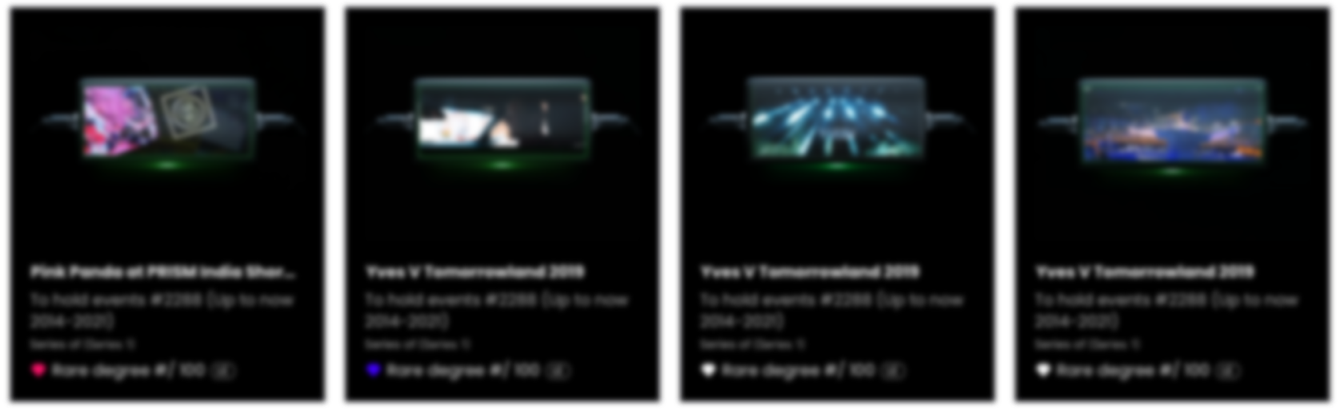 Pink Panda at PRISM India Shor...
To hold events #2288 (Up to now
2014-2021)
Rare degree #/ 100
Yves V Tomorrowland 2019
To hold events #2288 (Up to now
2014-2021)
Rare degree #/ 100
Yves V Tomorrowland 2019
To hold events #2288 (Up to now
2014-2021)
Rare degree #/ 100
Yves V Tomorrowland 2019
To hold events #2288 (Up to now
2014-2021)
Rare degree #/ 100